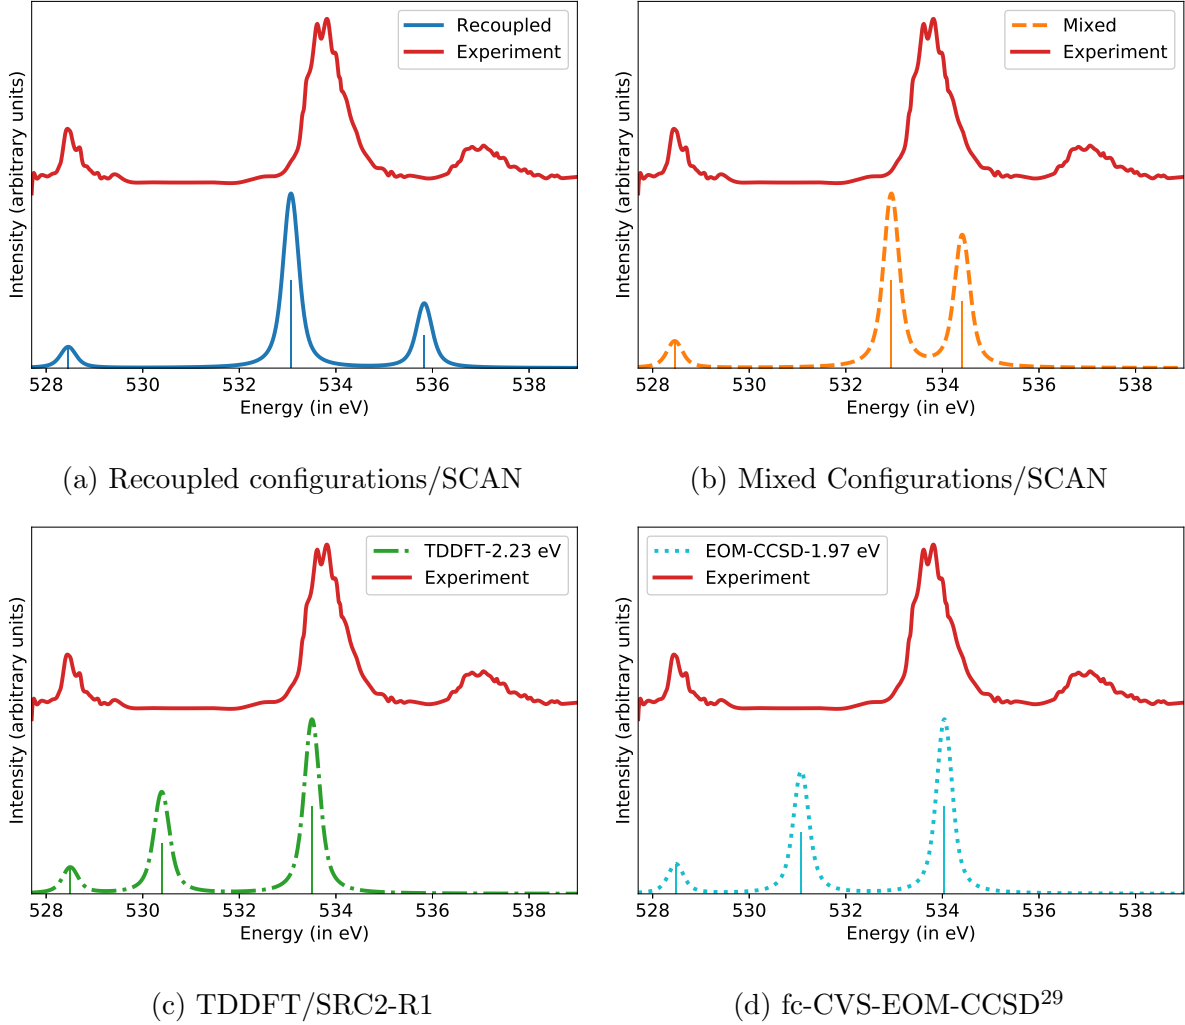 Recoupled
Experiment
Intensity (arbitrary units)
528 530 532 534 536 538
Energy (in eV)
(a) Recoupled configurations/SCAN
Mixed
Experiment
Intensity (arbitrary units)
528 530 532 534 536 538
Energy (in eV)
(b) Mixed Configurations/SCAN
TDDFT-2.23 eV
Experiment
Intensity (arbitrary units)
528 530 532 534 536 538
Energy (in eV)
(c) TDDFT/SRC2-R1
EOM-CCSD-1.97 eV
Experiment
Intensity (arbitrary units)
528 530 532 534 536 538
Energy (in eV)
(d) fc-CVS-EOM-CCSD²⁹